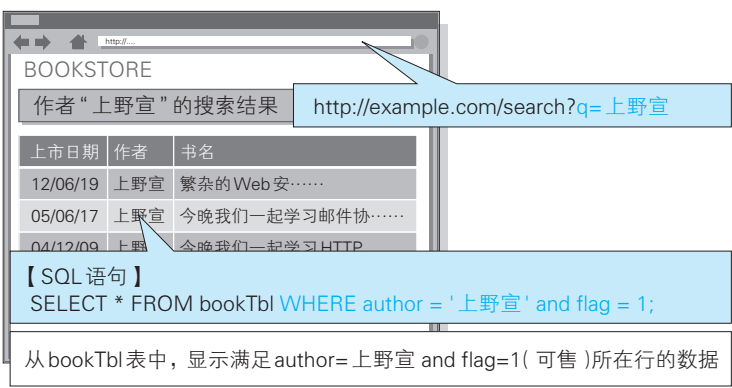 http://....
BOOKSTORE
作者“上野宣”的搜索结果
http://example.com/search?q=上野宣
上市日期 作者 书名
12/06/19 上野宣 繁杂的Web安……
05/06/17 上野宣 今晚我们一起学习邮件协……
04/12/09 上野 今晚我们一起学习HTTP
【SQL语句】
SELECT * FROM bookTbl WHERE author = '上野宣' and flag = 1;
从bookTbl表中，显示满足author=上野宣 and flag=1(可售)所在行的数据